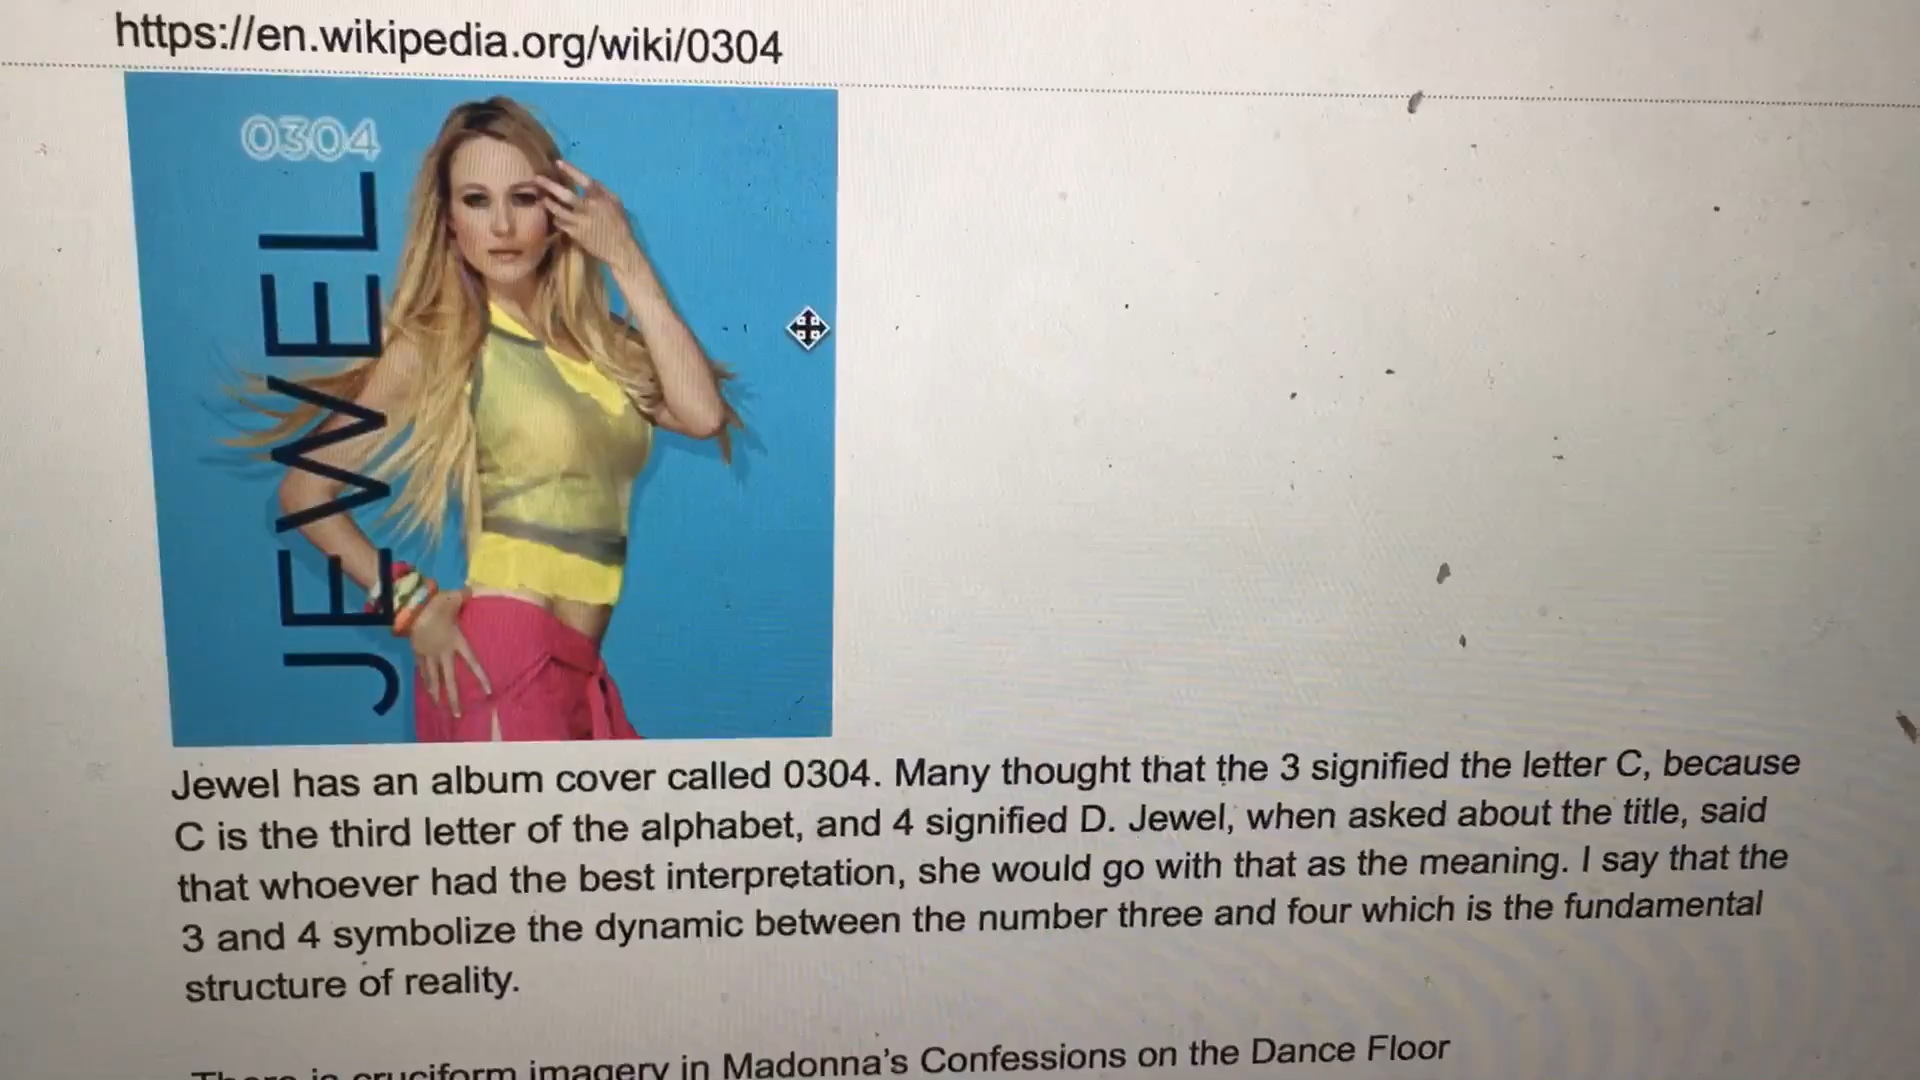 https://en.wikipedia.org/wiki/0304
0304
JEWEL
Jewel has an album cover called 0304. Many thought that the 3 signified the letter C, because
C is the third letter of the alphabet, and 4 signified D. Jewel, when asked about the title, said
that whoever had the best interpretation, she would go with that as the meaning. I say that the
3 and 4 symbolize the dynamic between the number three and four which is the fundamental
structure of reality.
There is cruciform imagery in Madonna's Confessions on the Dance Floor